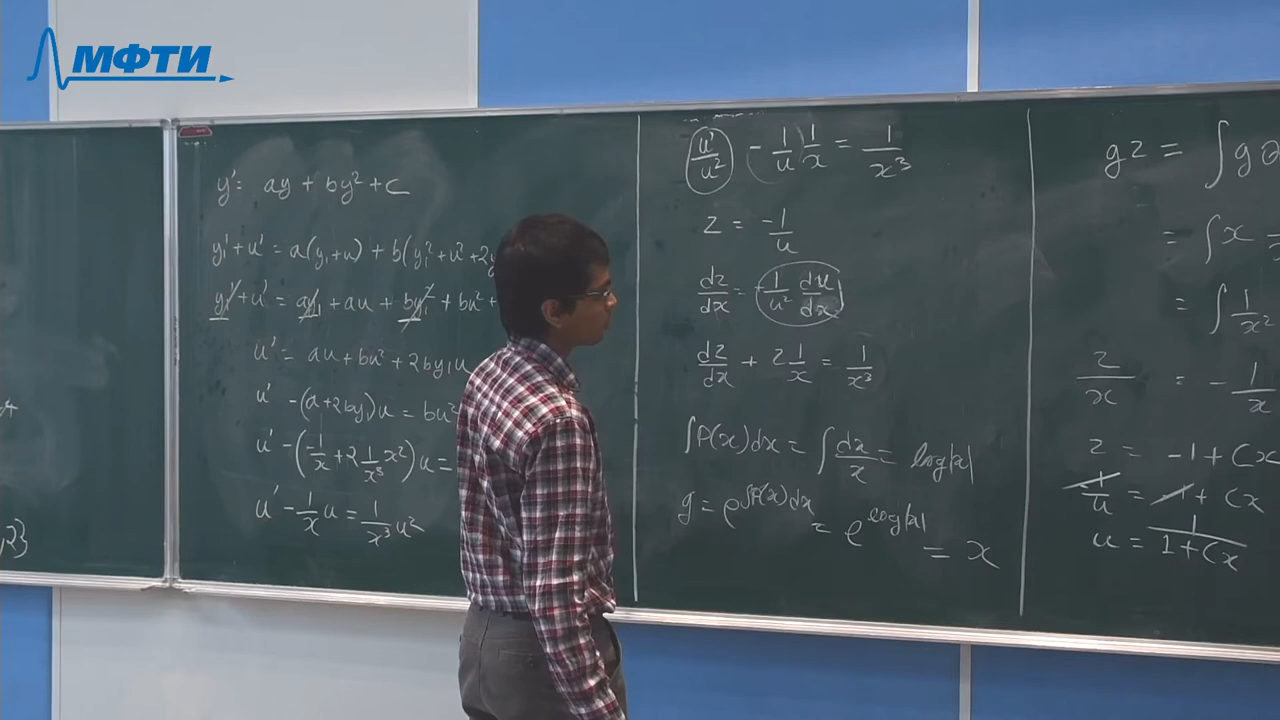 МФТИ
y' = ay + by² + c
y₁' + u' = a(y₁+u) + b(y₁² + u² + 2y
y₁' + u' = ay₁ + au + by₁² + bu² +
u' = au + bu² + 2by₁u
u' - (a+2by₁)u = bu²
u' - (-1/x + 2 1/x³ x²)u =
u' - 1/x u = 1/x³ u²
u'/u² - 1/u 1/x = 1/x³
z = -1/u
dz/dx = +1/u² du/dx
dz/dx + z 1/x = 1/x³
∫P(x)dx = ∫dx/x = log|x|
g = e^∫P(x)dx = e^log|x| = x
gz = ∫g
= ∫x
= ∫1/x²
z/x = -1/x
z = -1 + Cx
-1/u = -1 + Cx
u = 1/1+Cx